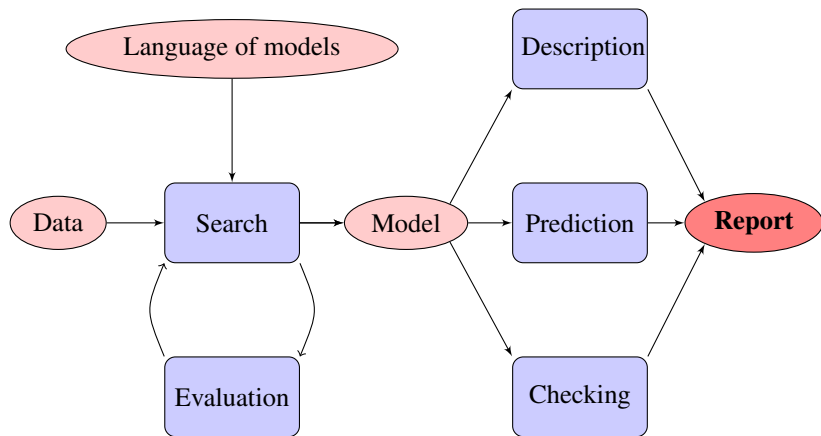 Language of models
Description
Data
Search
Model
Prediction
Report
Evaluation
Checking